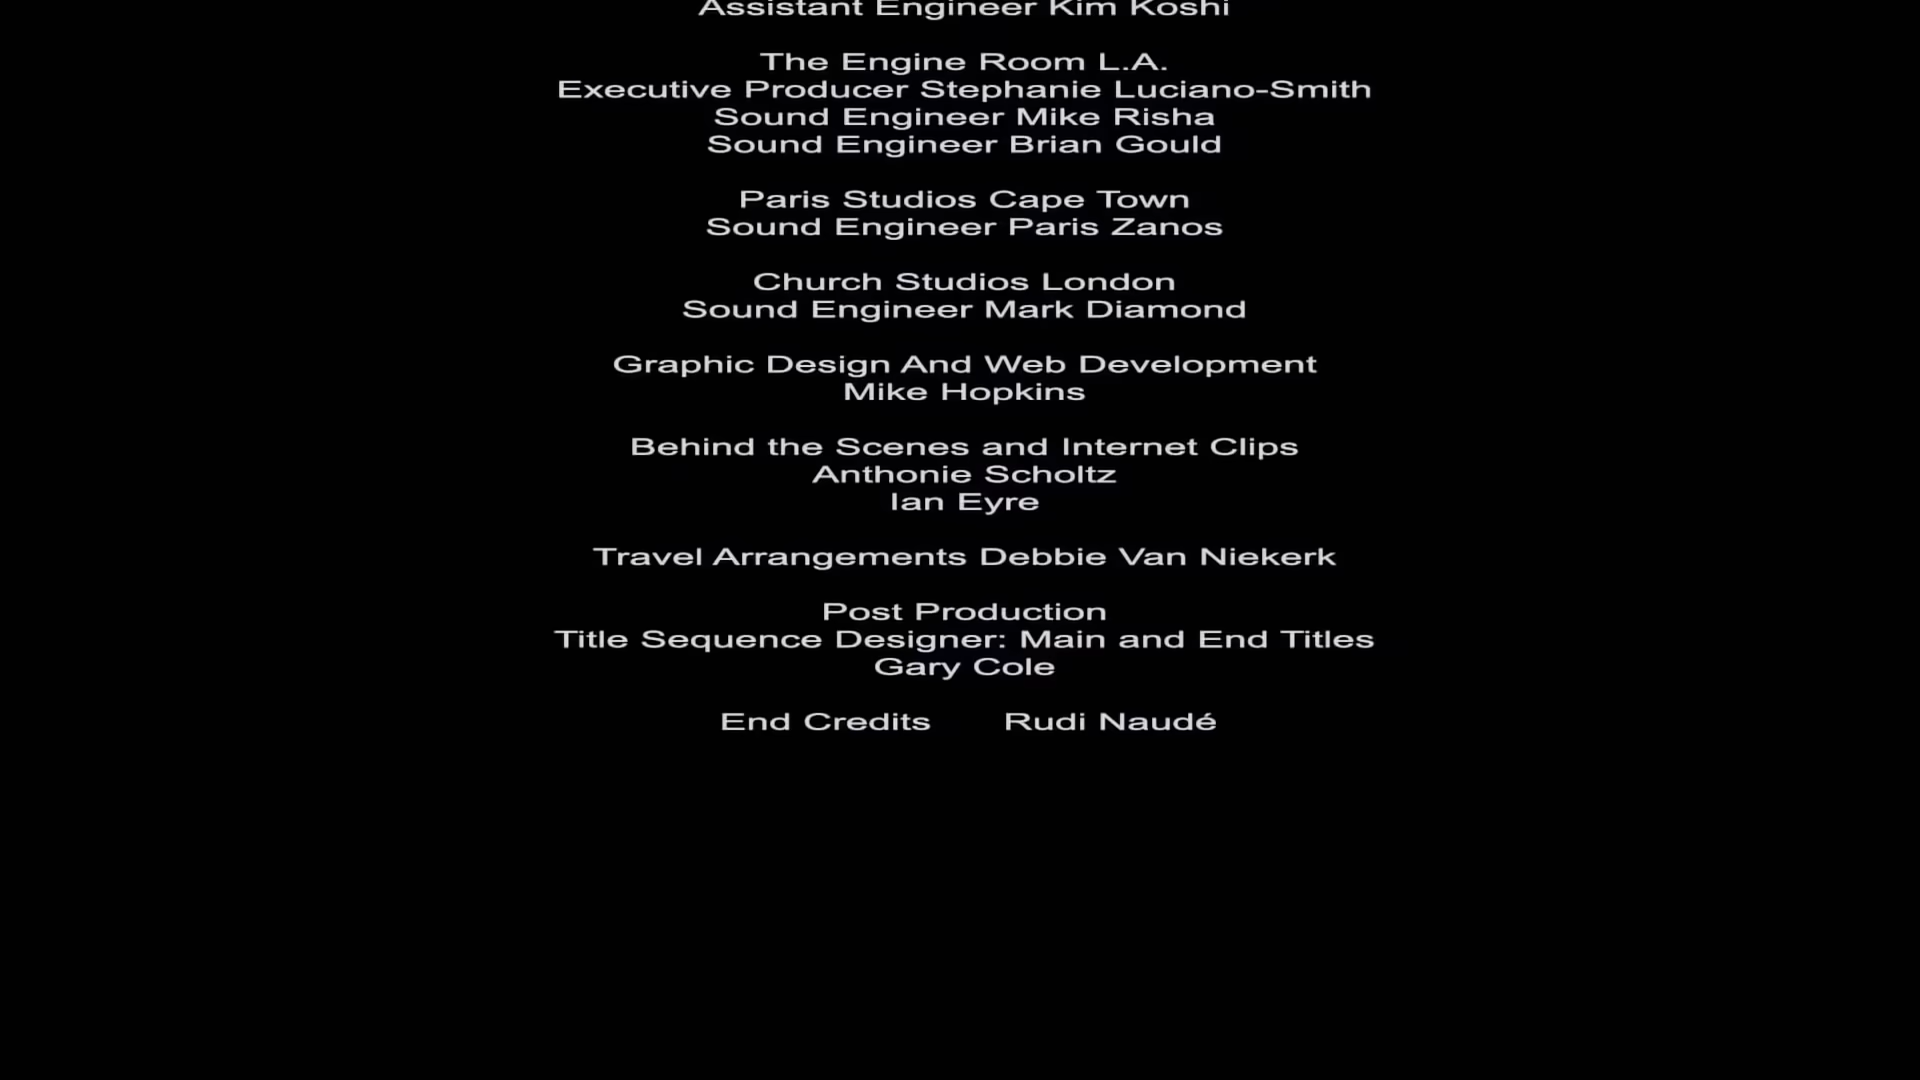 Assistant Engineer Kim Koshi
The Engine Room L.A.
Executive Producer Stephanie Luciano-Smith
Sound Engineer Mike Risha
Sound Engineer Brian Gould
Paris Studios Cape Town
Sound Engineer Paris Zanos
Church Studios London
Sound Engineer Mark Diamond
Graphic Design And Web Development
Mike Hopkins
Behind the Scenes and Internet Clips
Anthonie Scholtz
Ian Eyre
Travel Arrangements Debbie Van Niekerk
Post Production
Title Sequence Designer: Main and End Titles
Gary Cole
End Credits Rudi Naudé